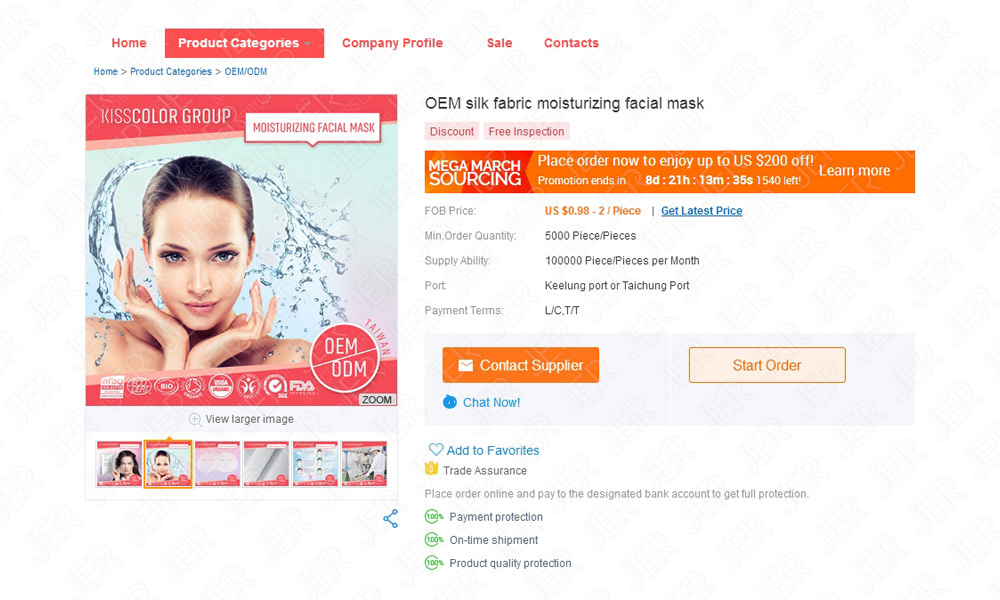 Home Product Categories Company Profile Sale Contacts
Home > Product Categories > OEM/ODM
KISSCOLOR GROUP
MOISTURIZING FACIAL MASK
TAIWAN
OEM
ODM
BIO
USDA
ORGANIC
FDA
ZOOM
View larger image
OEM silk fabric moisturizing facial mask
Discount Free Inspection
MEGA MARCH
SOURCING
Place order now to enjoy up to US $200 off!
Promotion ends in 8d : 21h : 13m : 35s 1540 left!
Learn more
FOB Price: US $0.98 - 2 / Piece | Get Latest Price
Min.Order Quantity: 5000 Piece/Pieces
Supply Ability: 100000 Piece/Pieces per Month
Port: Keelung port or Taichung Port
Payment Terms: L/C,T/T
Contact Supplier
Start Order
Chat Now!
Add to Favorites
Trade Assurance
Place order online and pay to the designated bank account to get full protection.
100% Payment protection
100% On-time shipment
100% Product quality protection
JER